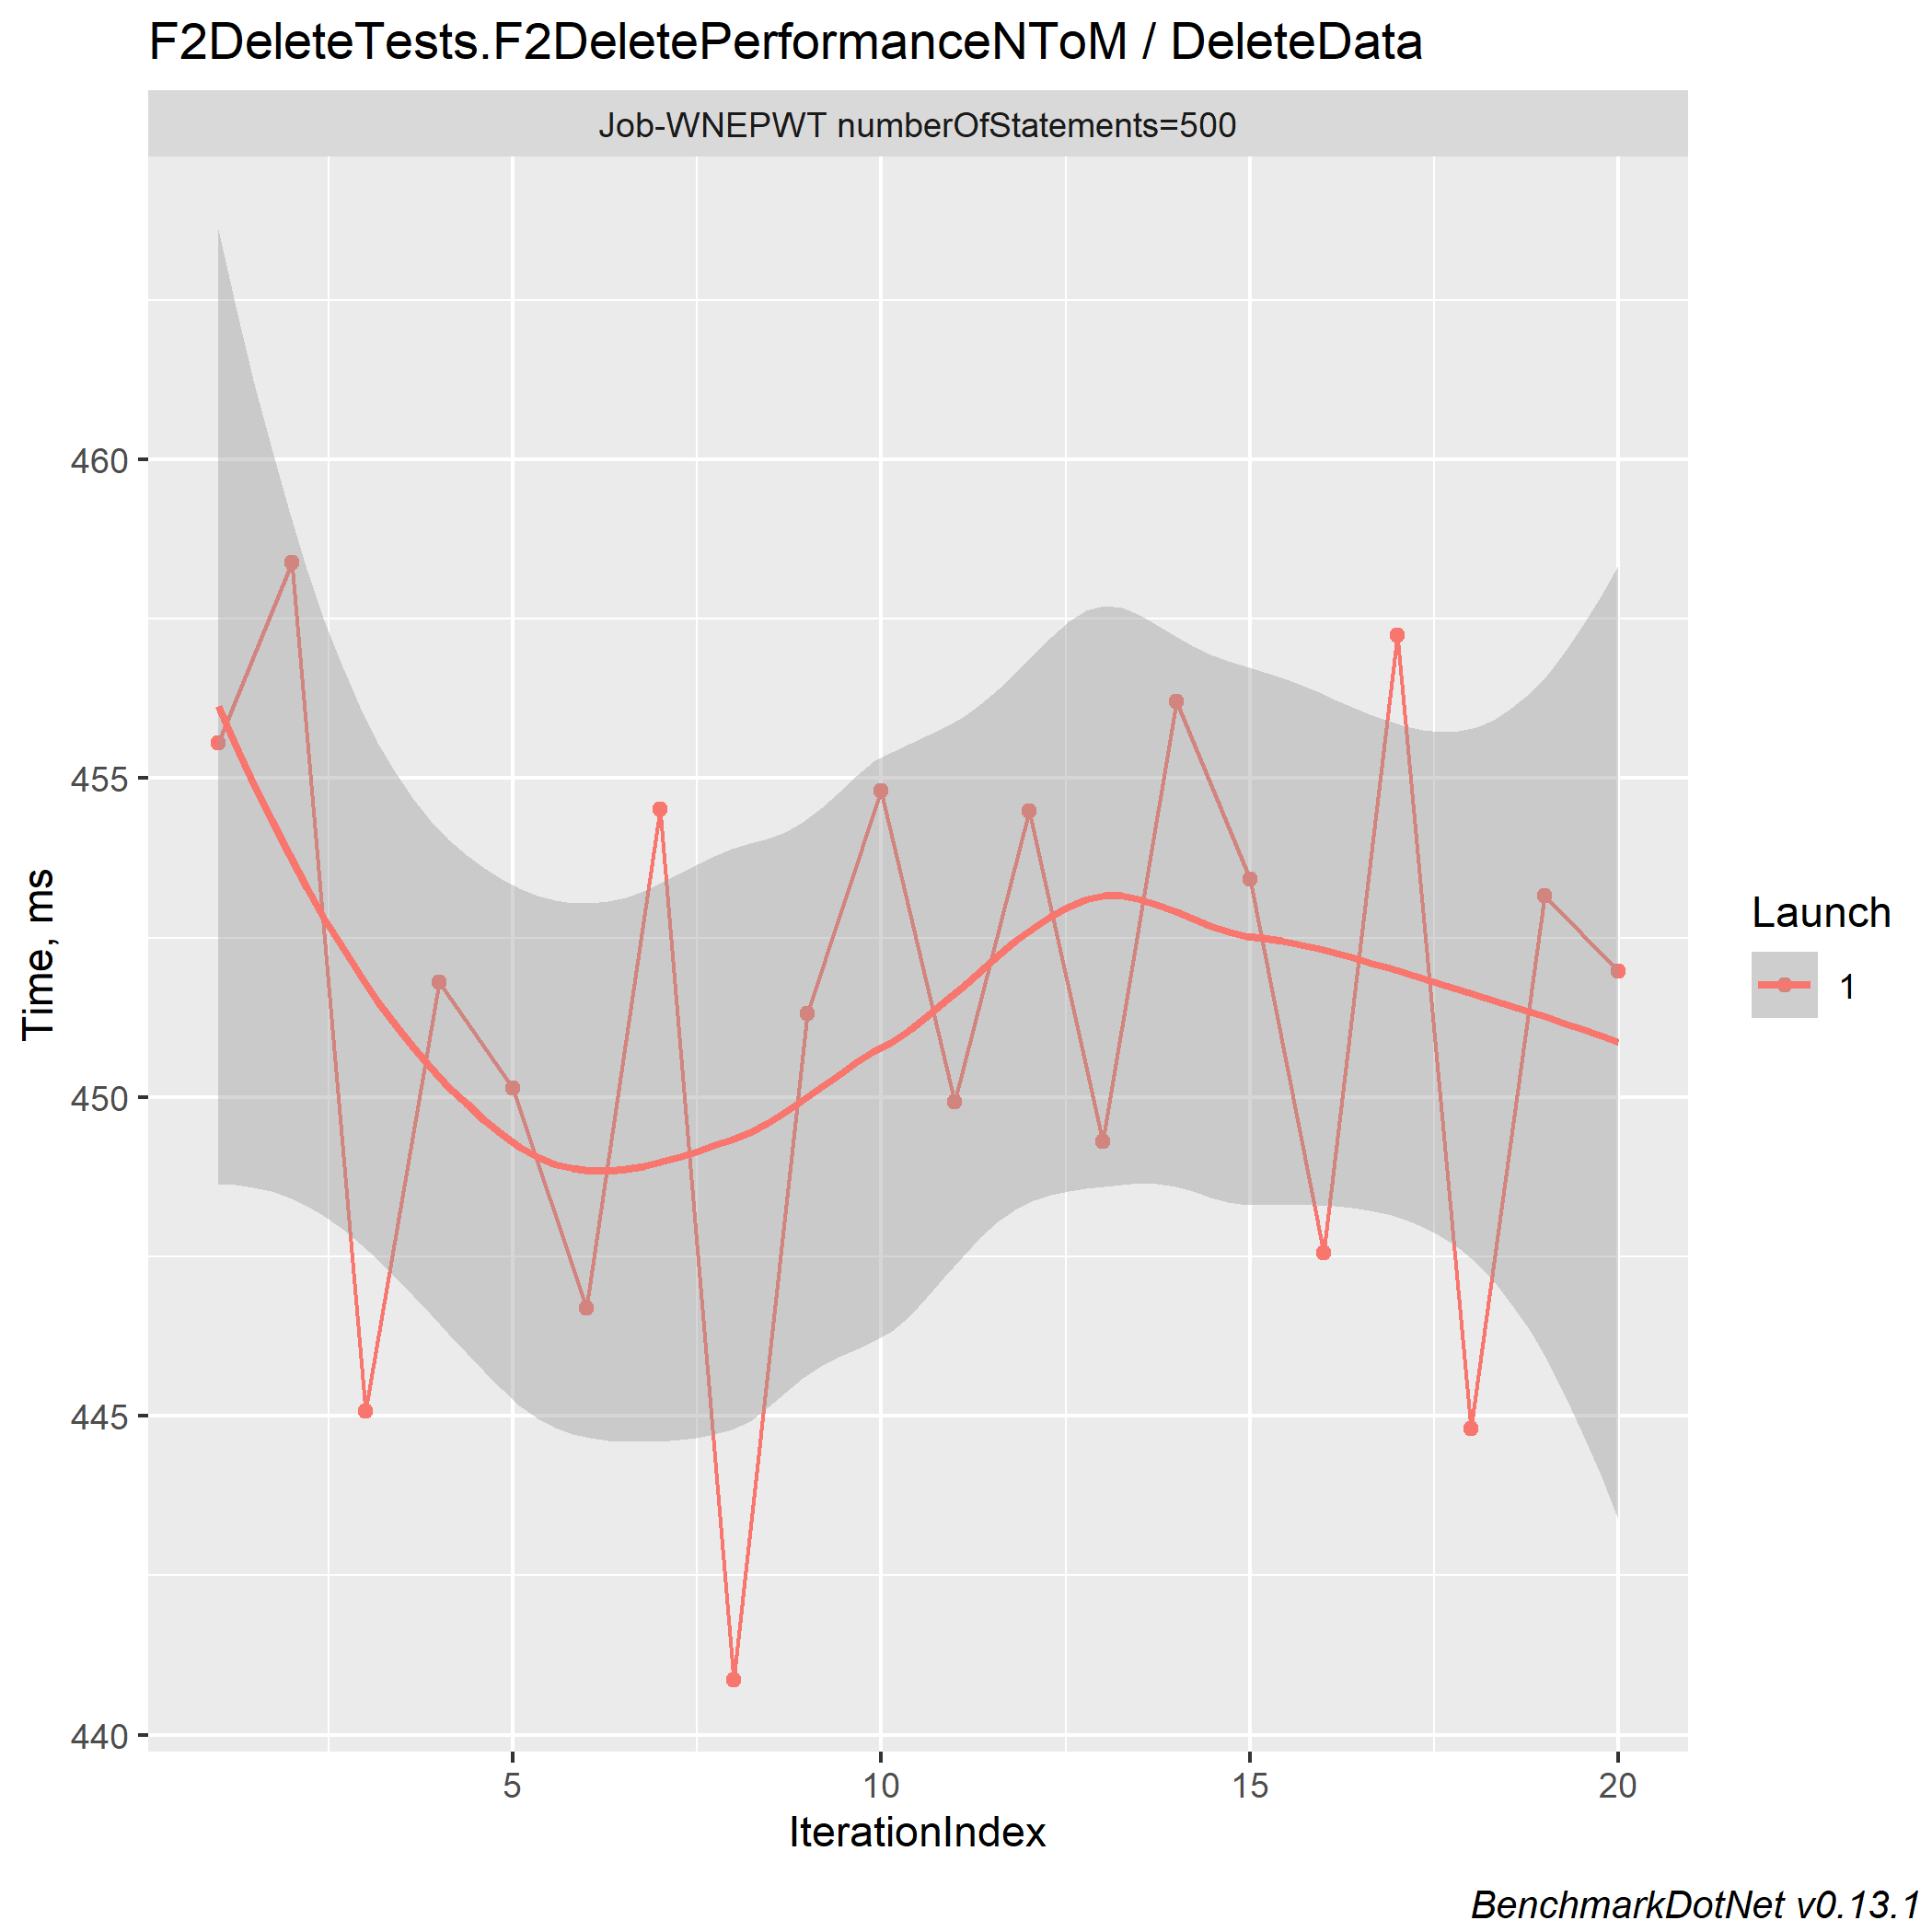 F2DeleteTests.F2DeletePerformanceNToM / DeleteData
Job-WNEPWT numberOfStatements=500
460
455
450
445
440
Time, ms
5 10 15 20
IterationIndex
Launch
1
BenchmarkDotNet v0.13.1